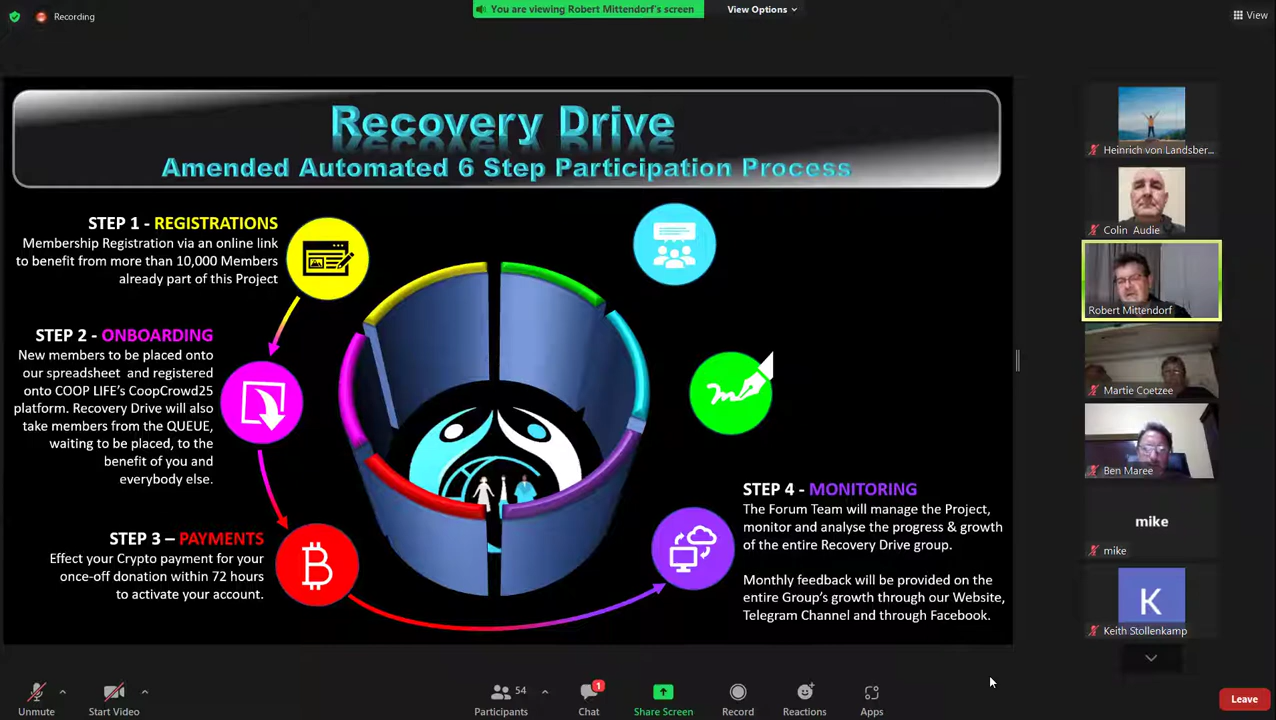 Recording
You are viewing Robert Mittendorf's screen
View Options
View
Recovery Drive
Amended Automated 6 Step Participation Process
STEP 1 - REGISTRATIONS
Membership Registration via an online link
to benefit from more than 10,000 Members
already part of this Project
STEP 2 - ONBOARDING
New members to be placed onto
our spreadsheet and registered
onto COOP LIFE's CoopCrowd25
platform. Recovery Drive will also
take members from the QUEUE,
waiting to be placed, to the
benefit of you and
everybody else.
STEP 3 – PAYMENTS
Effect your Crypto payment for your
once-off donation within 72 hours
to activate your account.
STEP 4 - MONITORING
The Forum Team will manage the Project,
monitor and analyse the progress & growth
of the entire Recovery Drive group.
Monthly feedback will be provided on the
entire Group's growth through our Website,
Telegram Channel and through Facebook.
Heinrich von Landsber...
Colin Audie
Robert Mittendorf
Martie Coetzee
Ben Maree
mike
mike
K
Keith Stollenkamp
Unmute
Start Video
54
Participants
1
Chat
Share Screen
Record
Reactions
Apps
Leave